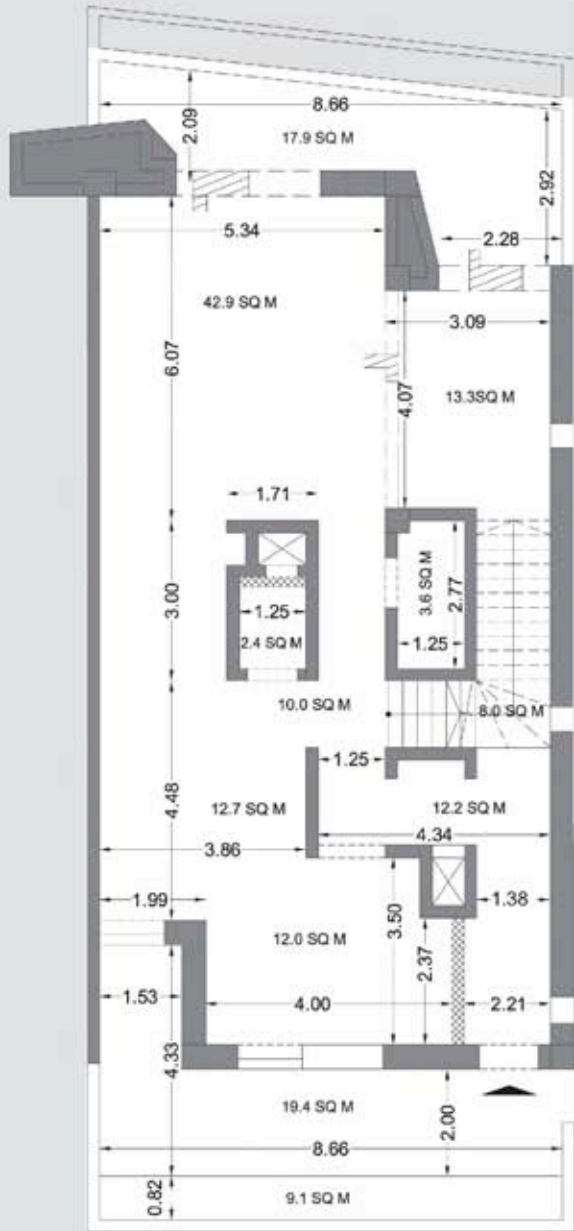 8.66
2.09
17.9 SQ M
2.92
5.34
2.28
42.9 SQ M
3.09
6.07
13.3SQ M
4.07
1.71
3.00
3.6 SQ M
2.77
1.25
1.25
2.4 SQ M
10.0 SQ M
8.0 SQ M
1.25
4.48
12.7 SQ M
12.2 SQ M
4.34
3.86
1.99
1.38
3.50
12.0 SQ M
2.37
1.53
4.00
2.21
4.33
19.4 SQ M
2.00
8.66
0.82
9.1 SQ M